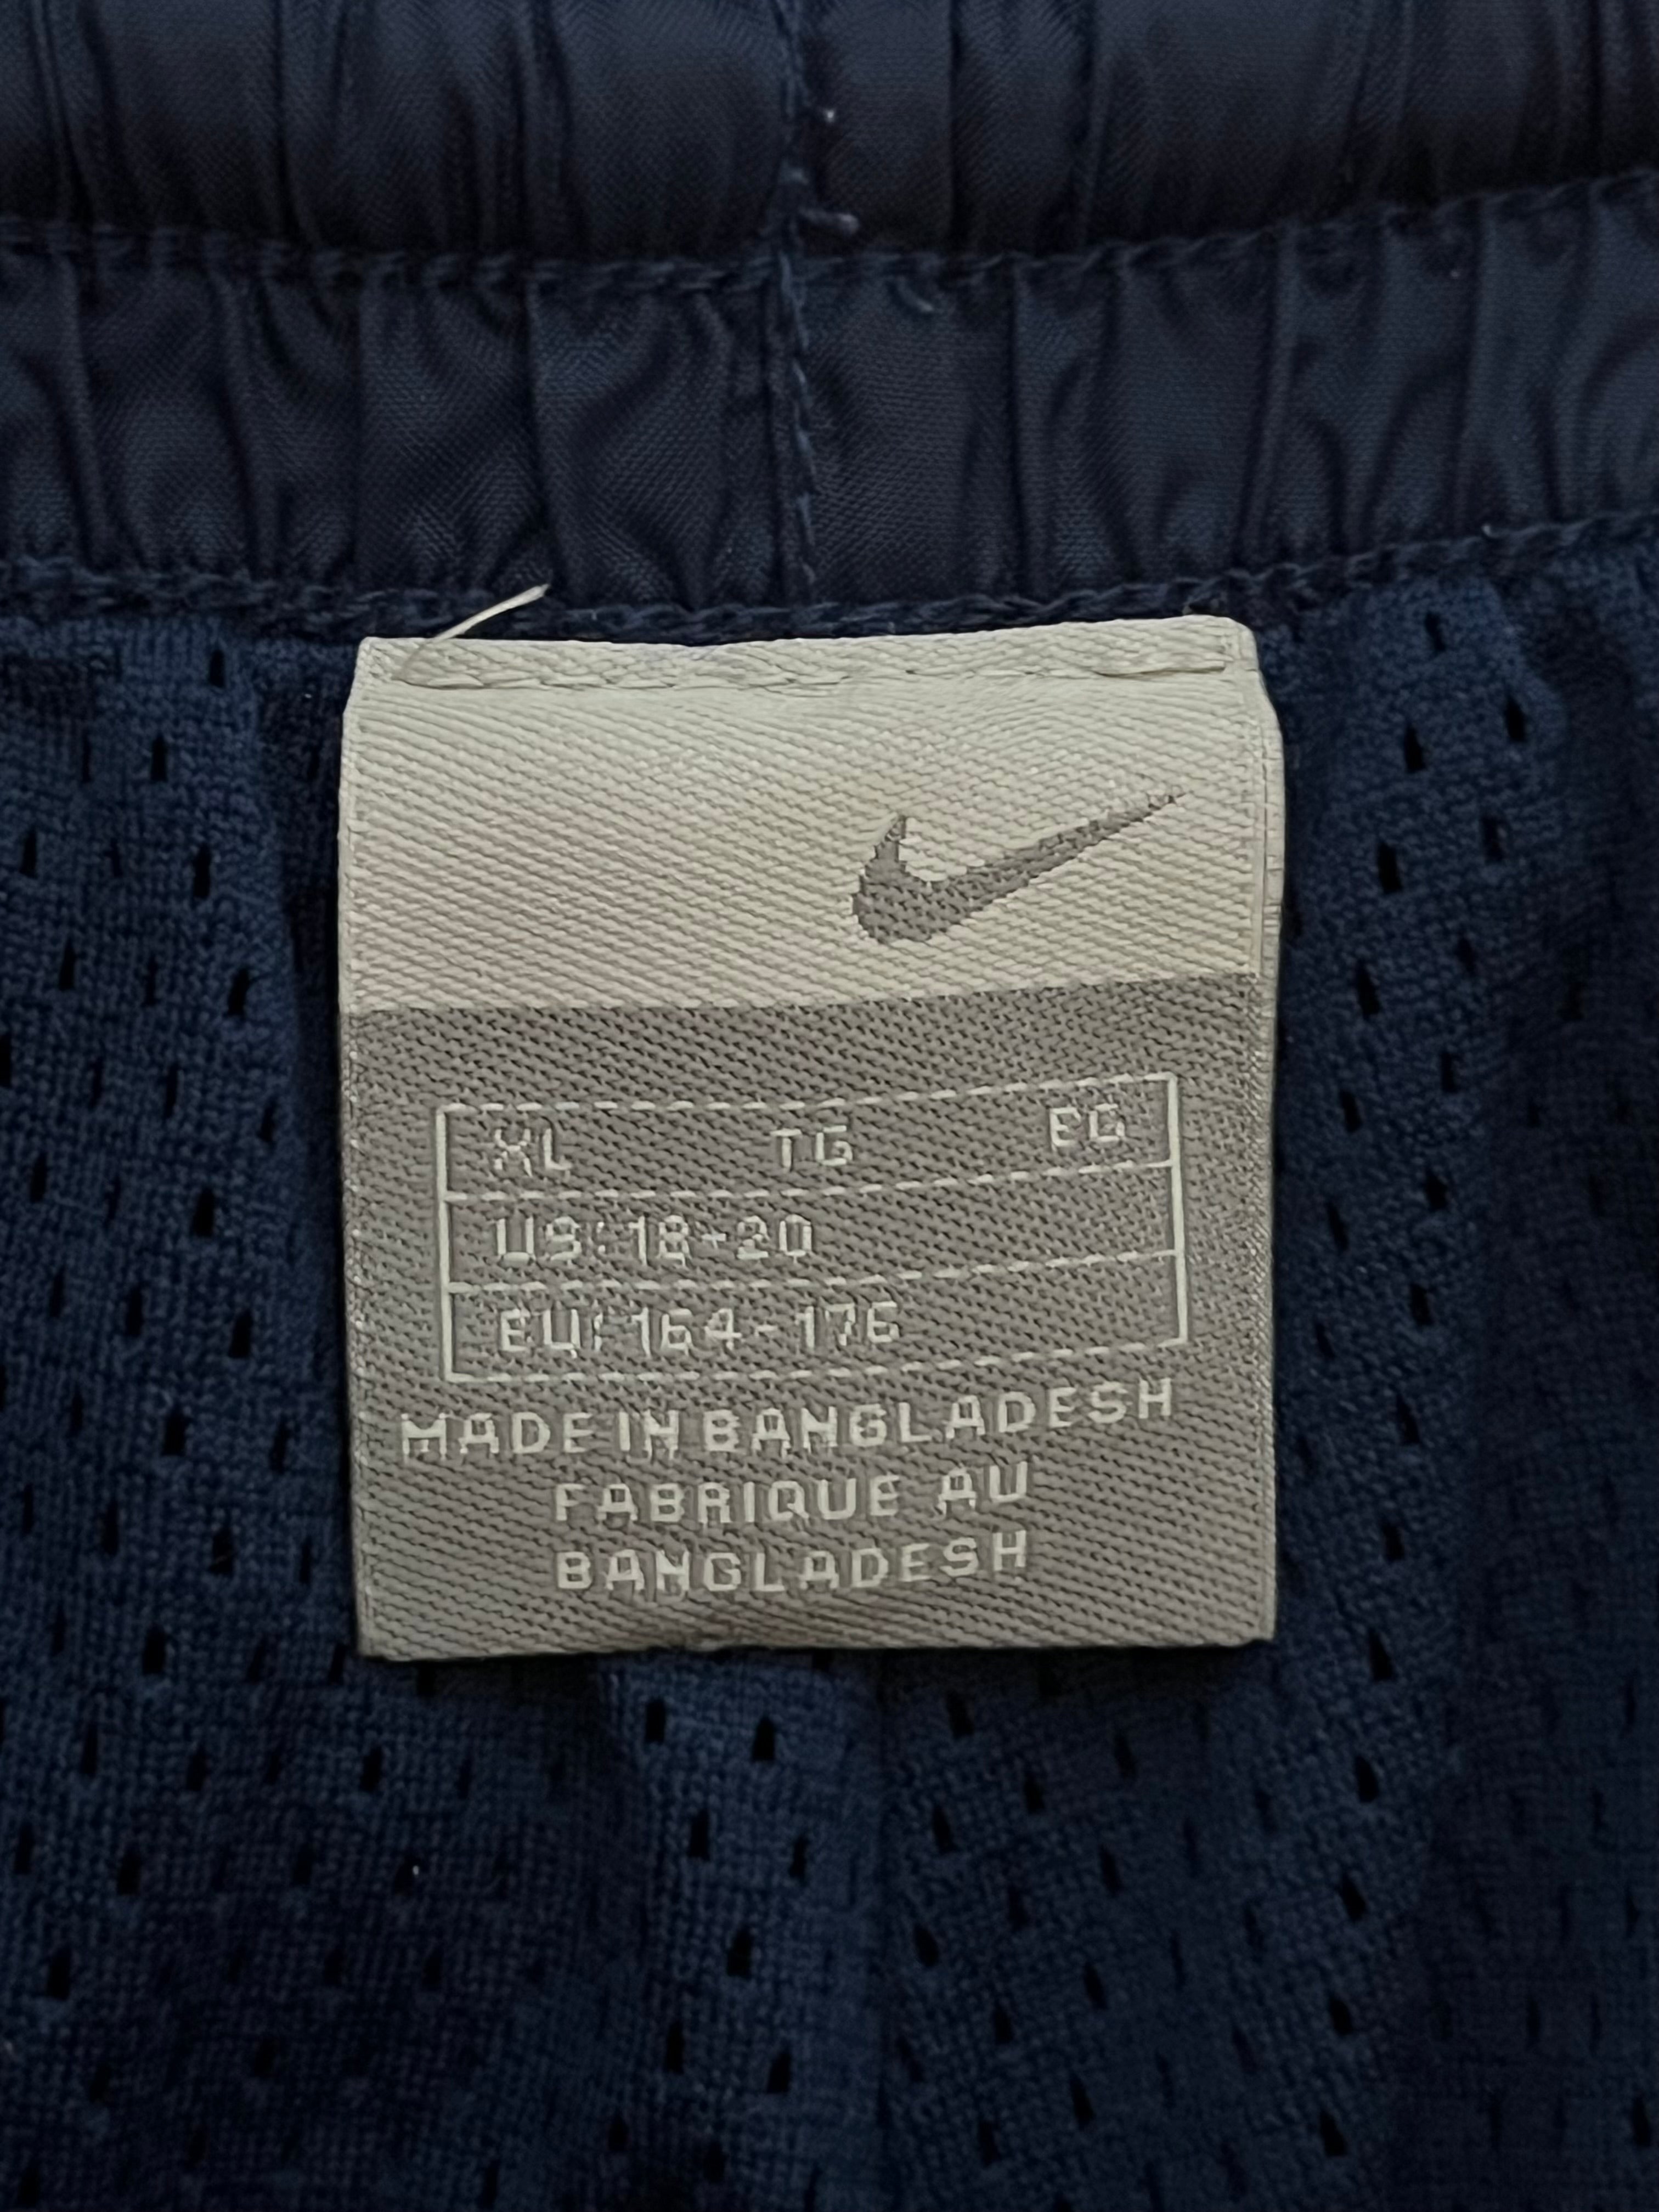 XL TG EG
US: 18-20
EU: 164-176
MADE IN BANGLADESH
FABRIQUE AU
BANGLADESH